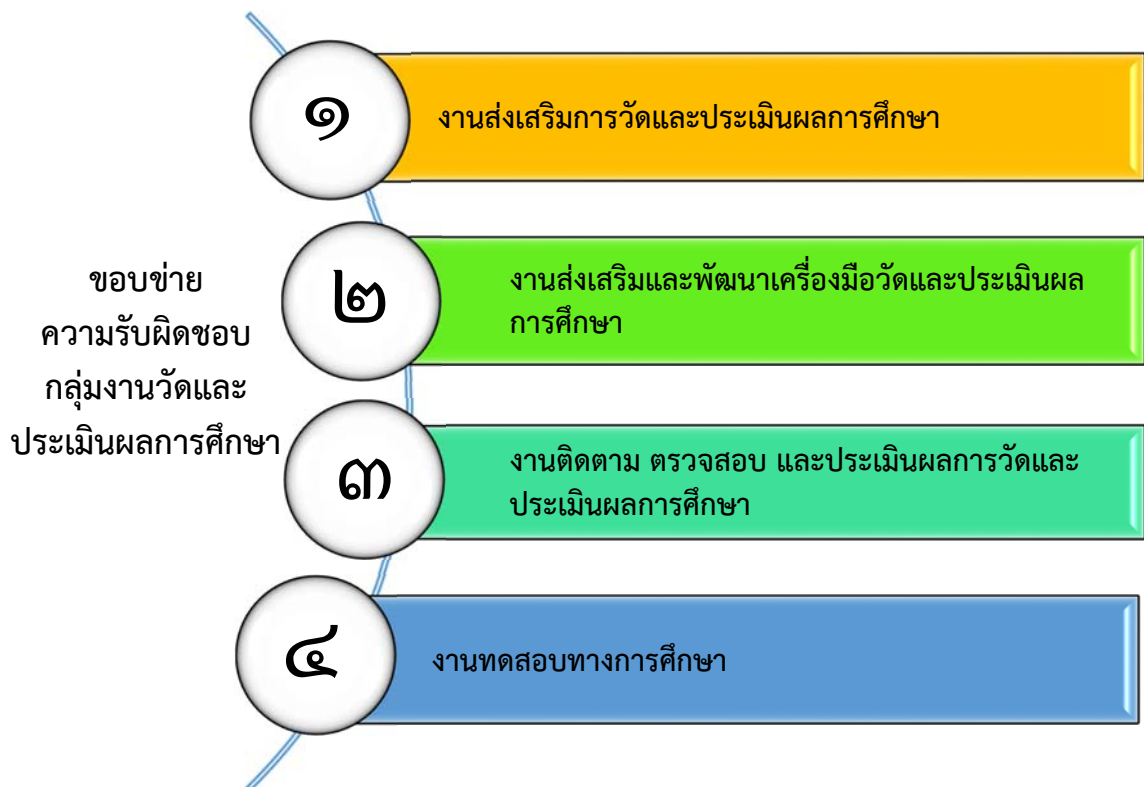 ขอบข่าย
ความรับผิดชอบ
กลุ่มงานวัดและ
ประเมินผลการศึกษา
๑
งานส่งเสริมการวัดและประเมินผลการศึกษา
๒
งานส่งเสริมและพัฒนาเครื่องมือวัดและประเมินผล
การศึกษา
๓
งานติดตาม ตรวจสอบ และประเมินผลการวัดและ
ประเมินผลการศึกษา
๔
งานทดสอบทางการศึกษา